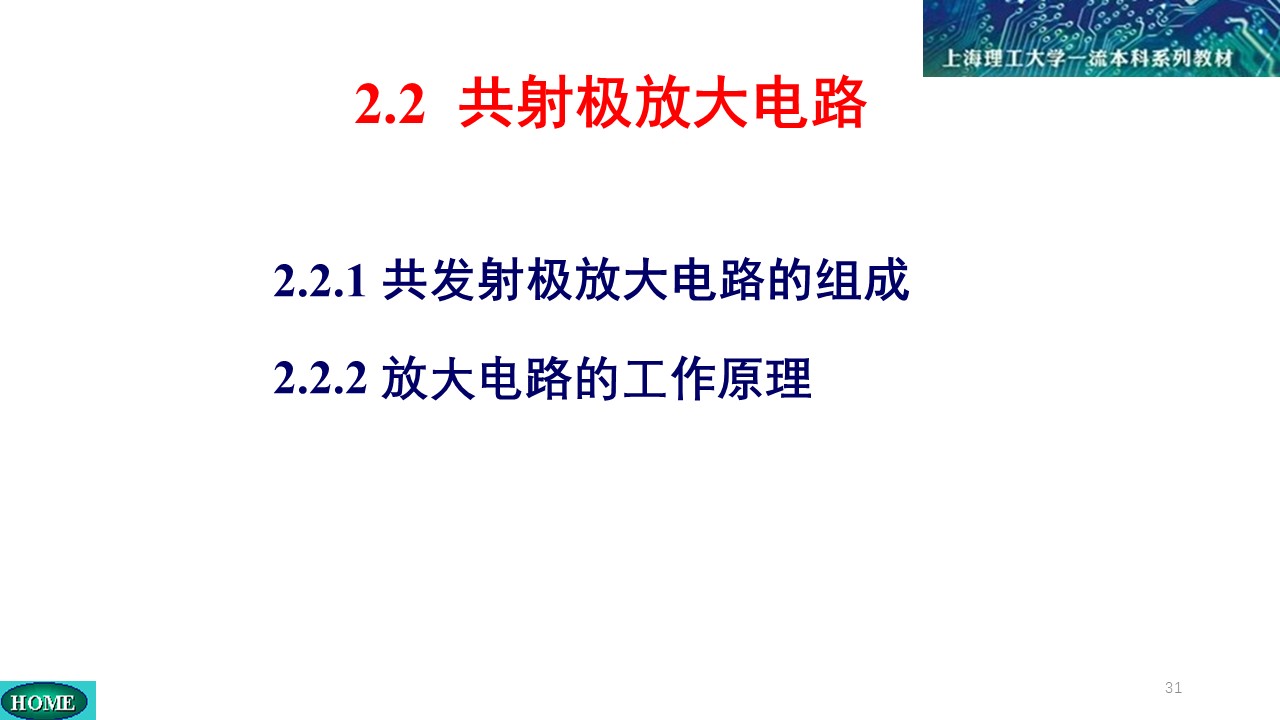 上海理工大学一流本科系列教材
2.2 共射极放大电路
2.2.1 共发射极放大电路的组成
2.2.2 放大电路的工作原理
HOME
31